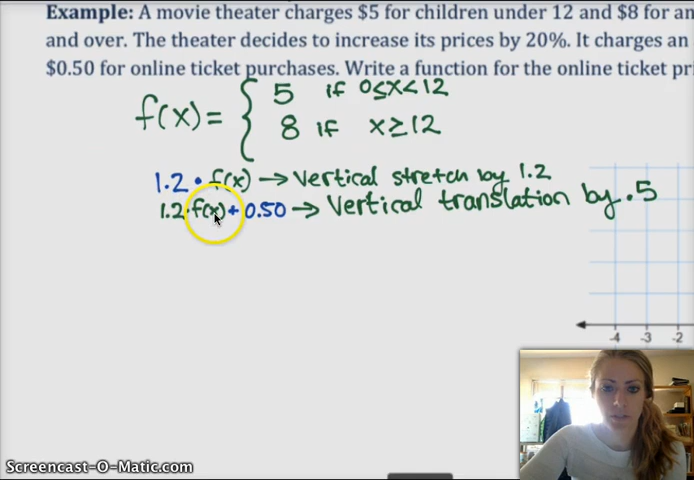 Example: A movie theater charges $5 for children under 12 and $8 for
and over. The theater decides to increase its prices by 20%. It charges an
$0.50 for online ticket purchases. Write a function for the online ticket
f(x)= { 5 if 0≤x<12
8 if x≥12
1.2 • f(x) → Vertical stretch by 1.2
1.2•f(x)+0.50 → Vertical translation by .5
-4 -3 -2
Screencast-O-Matic.com